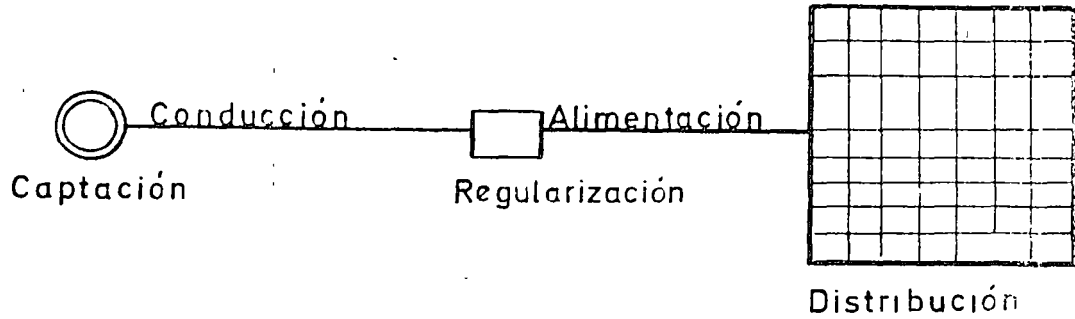 Conducción
Alimentación
Captación
Regularización
Distribución